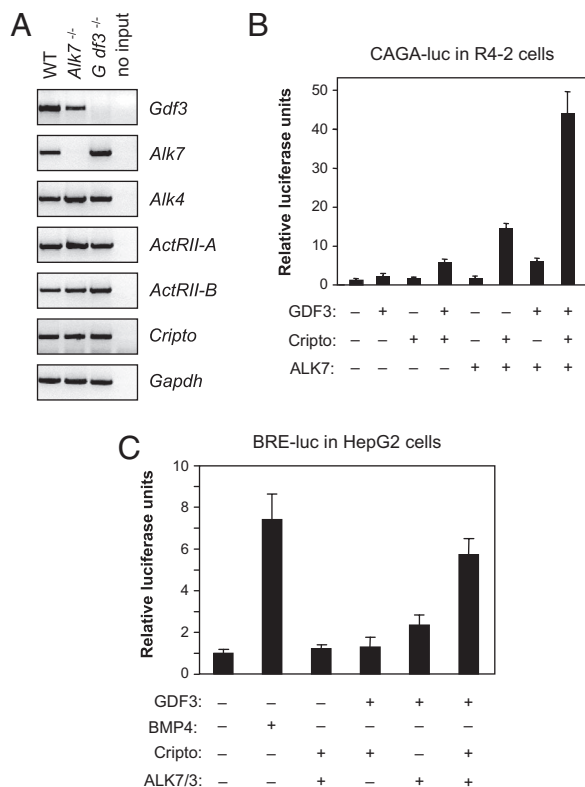 A
WT
Alk7 -/-
G df3 -/-
no input
Gdf3
Alk7
Alk4
ActRII-A
ActRII-B
Cripto
Gapdh
B
CAGA-luc in R4-2 cells
Relative luciferase units
50
40
30
20
10
0
GDF3: – + – + – – + +
Cripto: – – + + – + – +
ALK7: – – – – + + + +
C
BRE-luc in HepG2 cells
Relative luciferase units
10
8
6
4
2
0
GDF3: – – – + + +
BMP4: – + – – – –
Cripto: – – + + – +
ALK7/3: – – + – + +